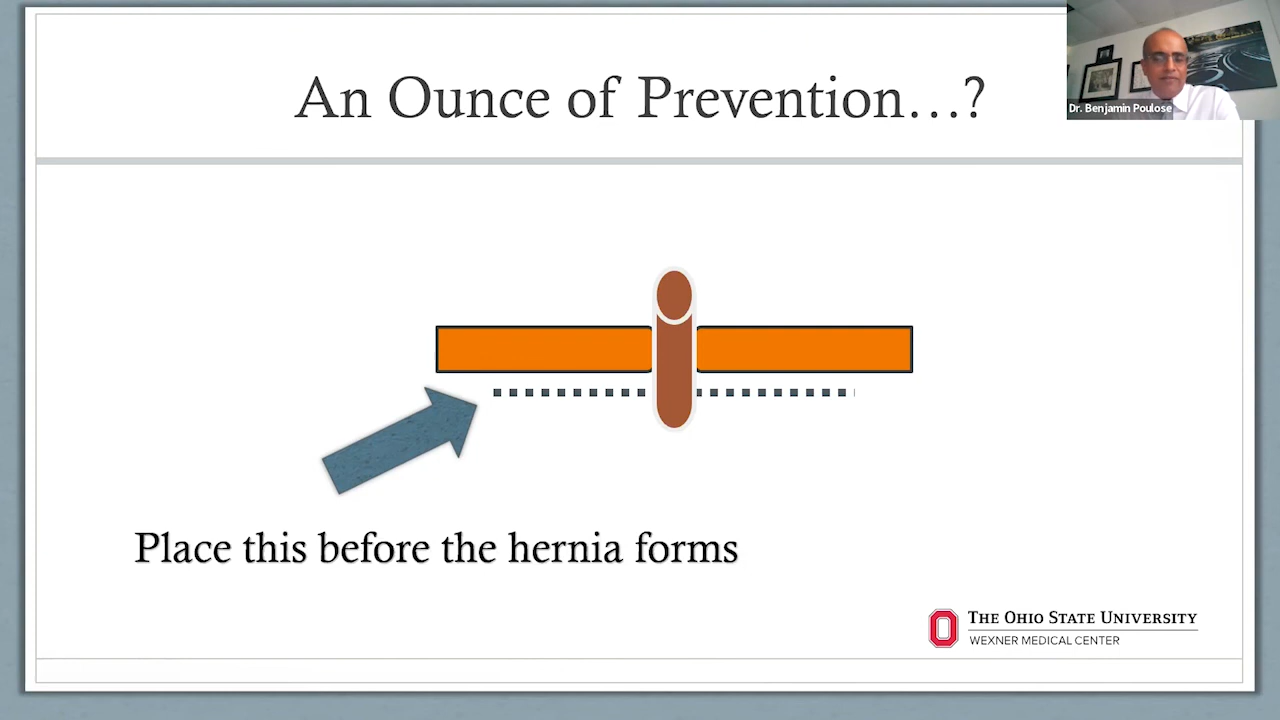 An Ounce of Prevention...?
Dr. Benjamin Poulose
Place this before the hernia forms
THE OHIO STATE UNIVERSITY
WEXNER MEDICAL CENTER